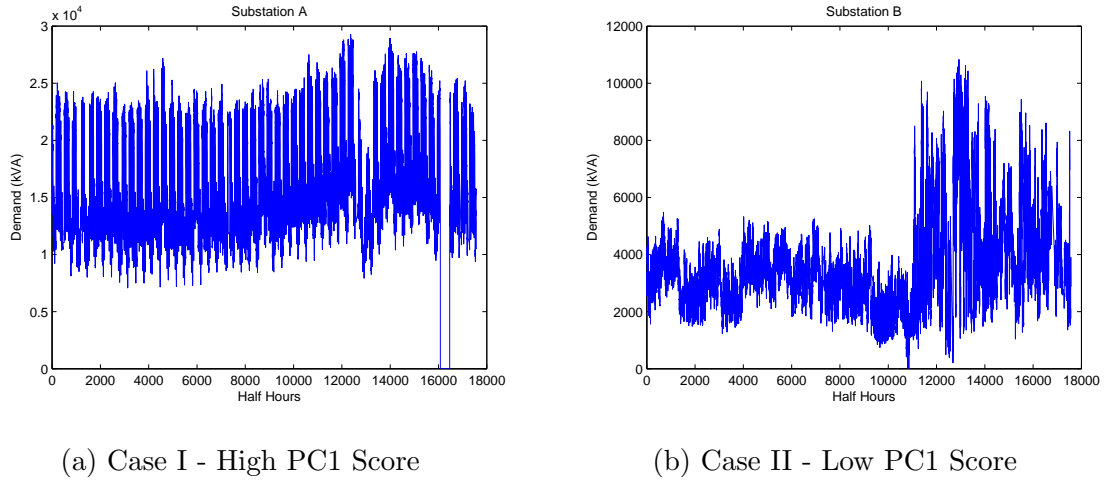 Substation A
x 10^4
3
2.5
2
1.5
1
0.5
0
Demand (kVA)
0 2000 4000 6000 8000 10000 12000 14000 16000 18000
Half Hours
(a) Case I - High PC1 Score
Substation B
12000
10000
8000
6000
4000
2000
0
Demand (kVA)
0 2000 4000 6000 8000 10000 12000 14000 16000 18000
Half Hours
(b) Case II - Low PC1 Score